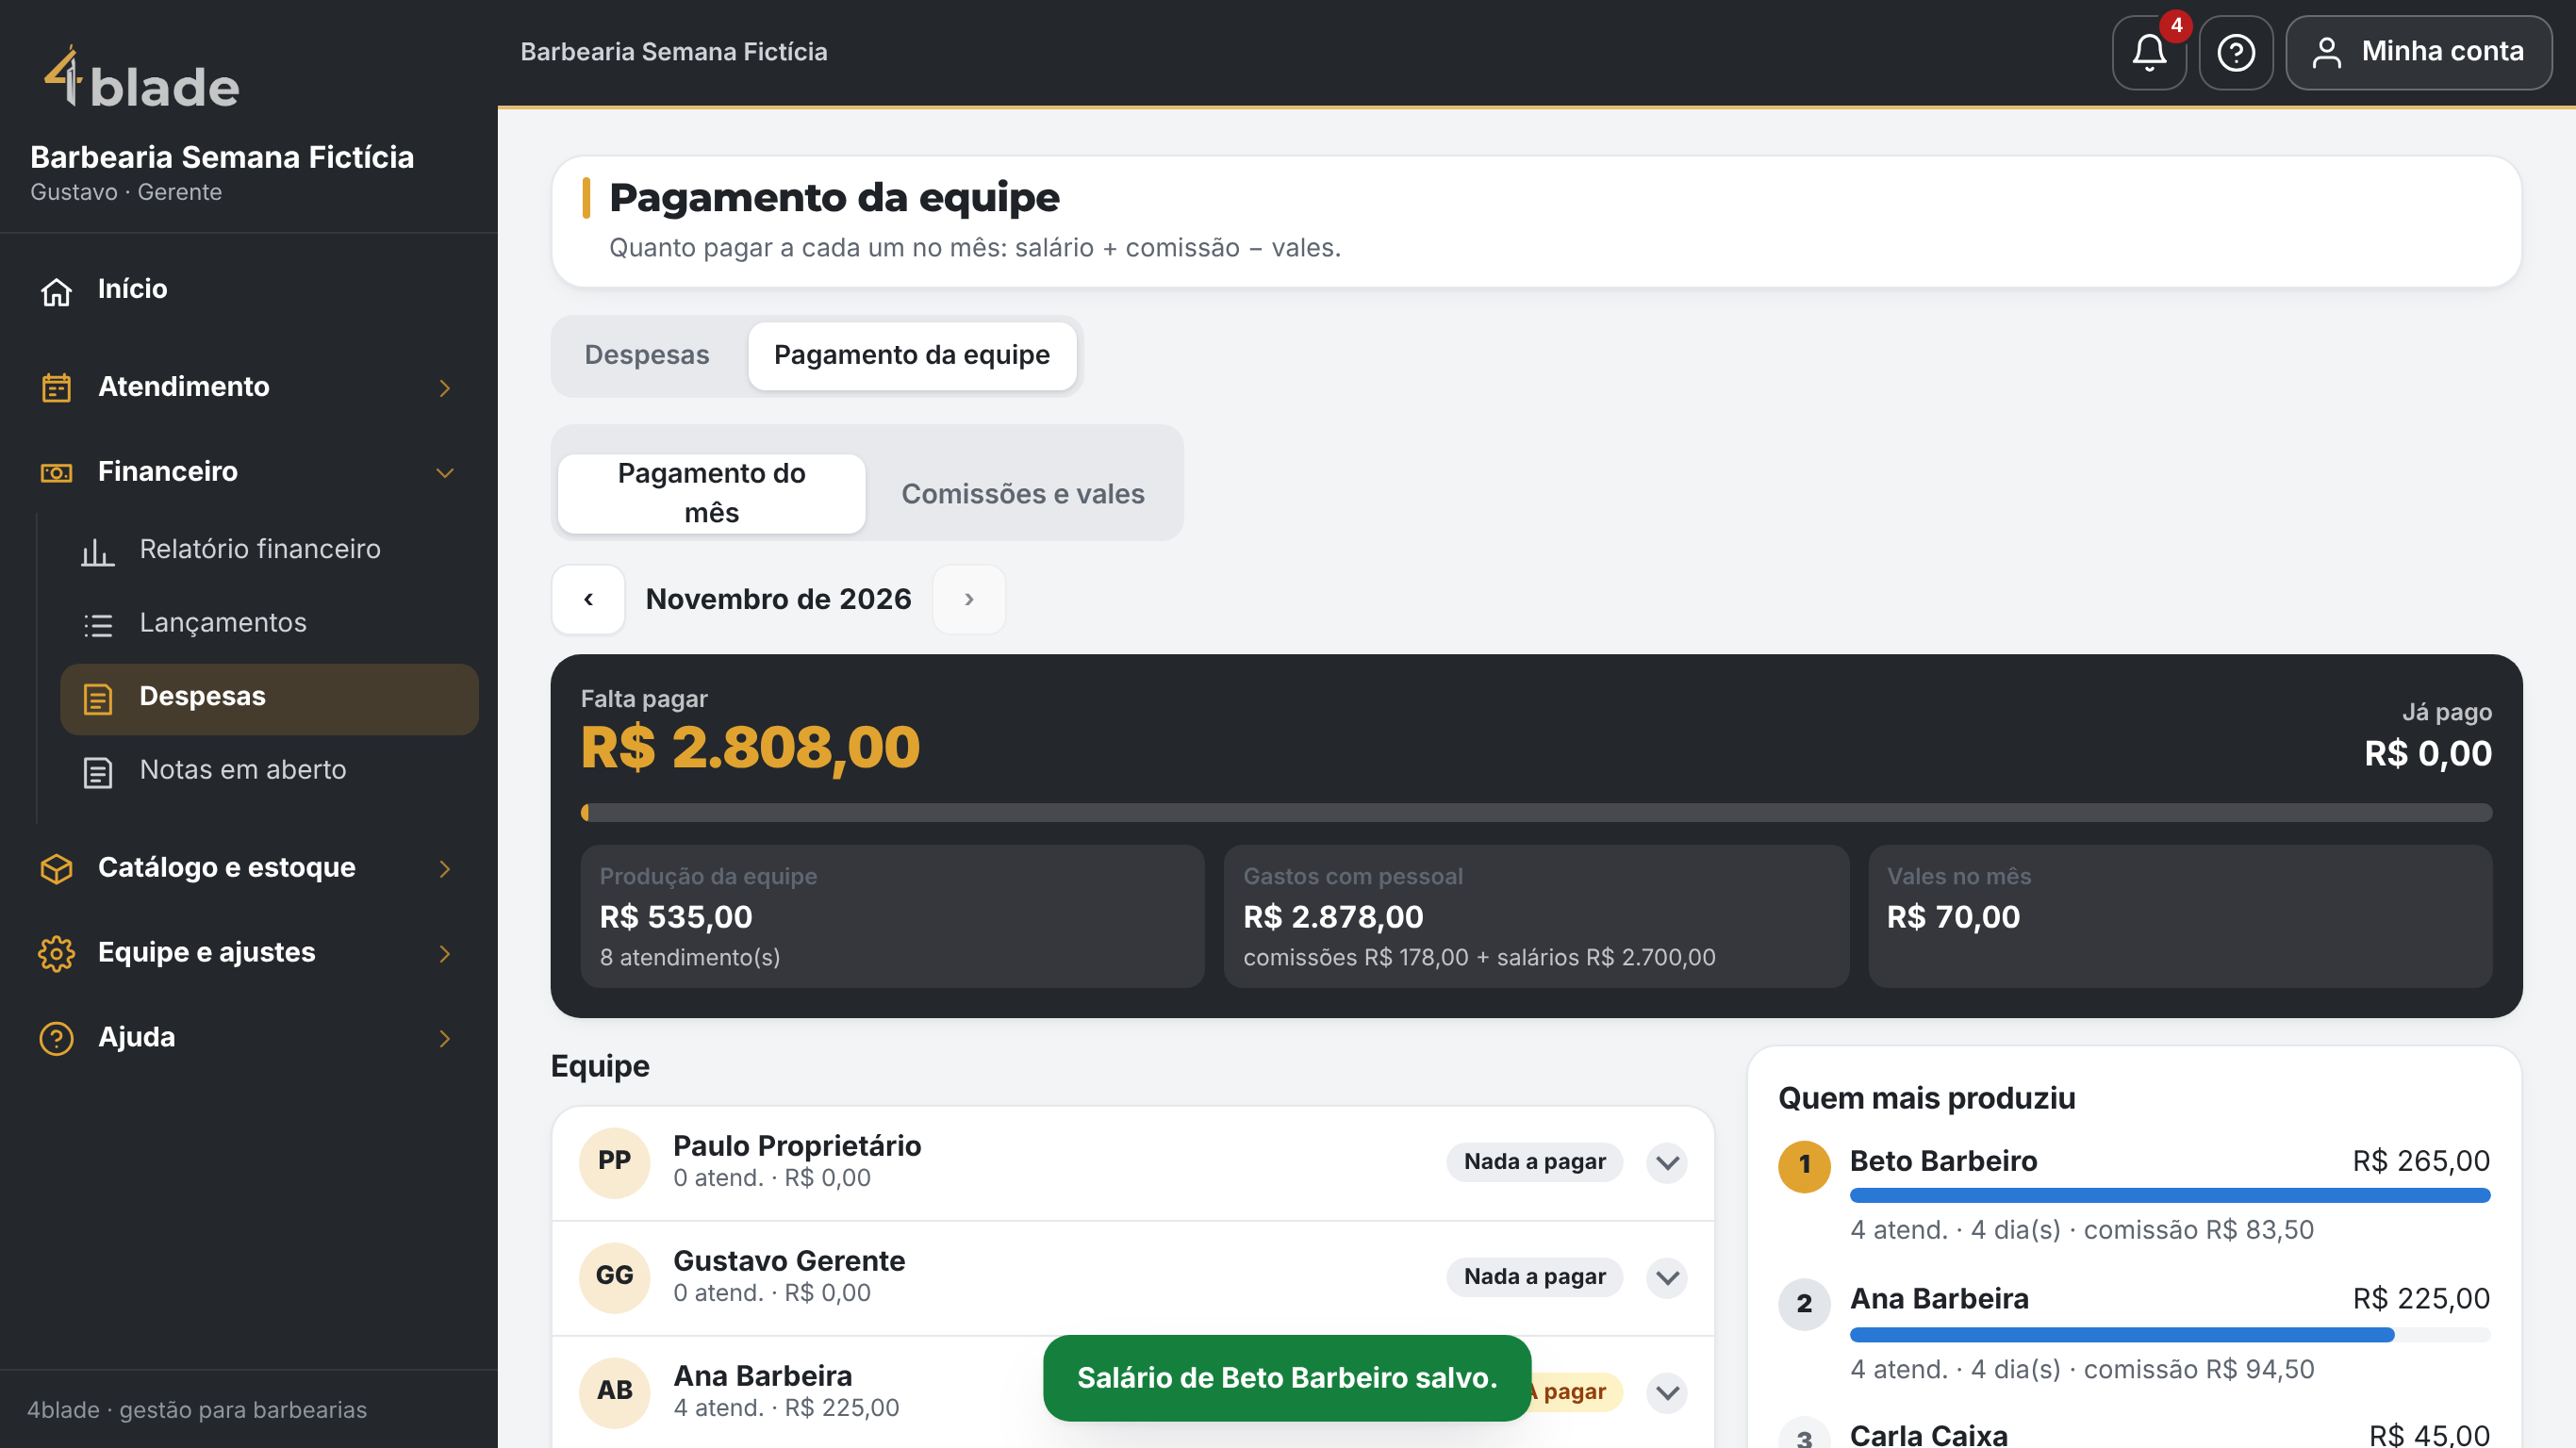 4blade
Barbearia Semana Fictícia
Gustavo · Gerente
Início
Atendimento
Financeiro
Relatório financeiro
Lançamentos
Despesas
Notas em aberto
Catálogo e estoque
Equipe e ajustes
Ajuda
4blade · gestão para barbearias
Barbearia Semana Fictícia
4
Minha conta
Pagamento da equipe
Quanto pagar a cada um no mês: salário + comissão − vales.
Despesas
Pagamento da equipe
Pagamento do
mês
Comissões e vales
Novembro de 2026
Falta pagar
R$ 2.808,00
Já pago
R$ 0,00
Produção da equipe
R$ 535,00
8 atendimento(s)
Gastos com pessoal
R$ 2.878,00
comissões R$ 178,00 + salários R$ 2.700,00
Vales no mês
R$ 70,00
Equipe
PP
Paulo Proprietário
0 atend. · R$ 0,00
Nada a pagar
GG
Gustavo Gerente
0 atend. · R$ 0,00
Nada a pagar
AB
Ana Barbeira
4 atend. · R$ 225,00
A pagar
Salário de Beto Barbeiro salvo.
Quem mais produziu
1
Beto Barbeiro
R$ 265,00
4 atend. · 4 dia(s) · comissão R$ 83,50
2
Ana Barbeira
R$ 225,00
4 atend. · 4 dia(s) · comissão R$ 94,50
3
Carla Caixa
R$ 45,00